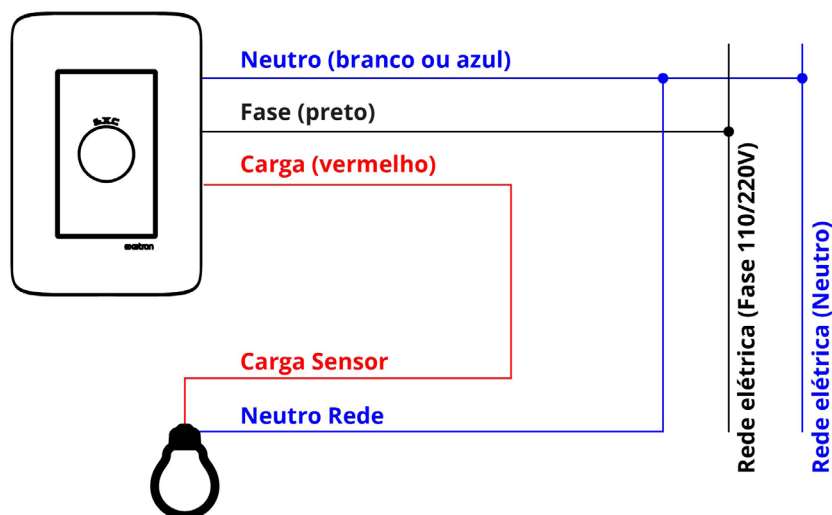 Neutro (branco ou azul)
Fase (preto)
Carga (vermelho)
exatron
Carga Sensor
Neutro Rede
Rede elétrica (Fase 110/220V)
Rede elétrica (Neutro)